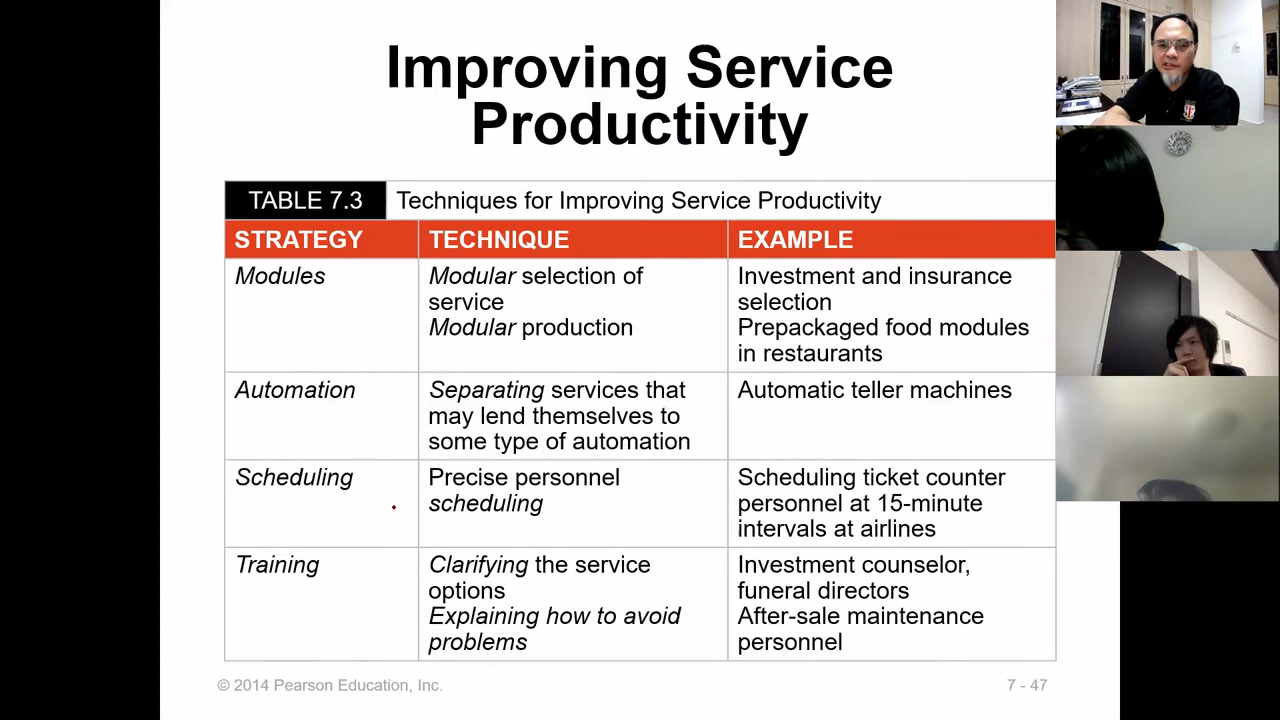 Improving Service
Productivity
TABLE 7.3
Techniques for Improving Service Productivity
STRATEGY
TECHNIQUE
EXAMPLE
Modules
Modular selection of
service
Modular production
Investment and insurance
selection
Prepackaged food modules
in restaurants
Automation
Separating services that
may lend themselves to
some type of automation
Automatic teller machines
Scheduling
Precise personnel
scheduling
Scheduling ticket counter
personnel at 15-minute
intervals at airlines
Training
Clarifying the service
options
Explaining how to avoid
problems
Investment counselor,
funeral directors
After-sale maintenance
personnel
© 2014 Pearson Education, Inc.
7 - 47